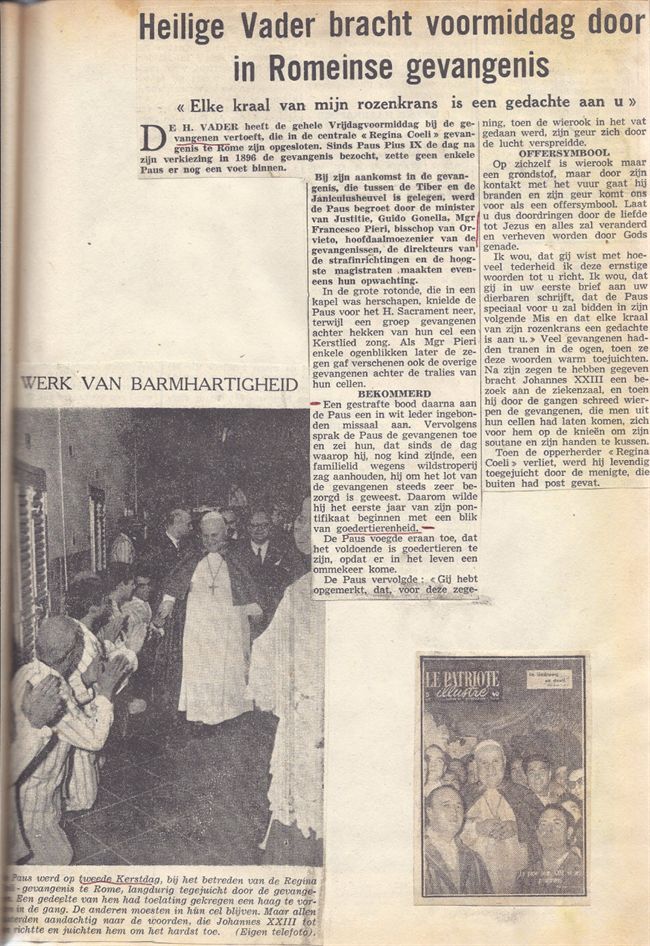 Heilige Vader bracht voormiddag door
in Romeinse gevangenis
« Elke kraal van mijn rozenkrans is een gedachte aan u »
DE H. VADER heeft de gehele Vrijdagvoormiddag bij de ge-
vangenen vertoeft, die in de centrale « Regina Coeli » gevan-
genis te Rome zijn opgesloten. Sinds Paus Pius IX de dag na
zijn verkiezing in 1896 de gevangenis bezocht, zette geen enkele
Paus er nog een voet binnen.
Bij zijn aankomst in de gevan-
genis, die tussen de Tiber en de
Janiculusheuvel is gelegen, werd
de Paus begroet door de minister
van Justitie, Guido Gonella, Mgr
Francesco Pieri, bisschop van Or-
vieto, hoofdaalmoezenier van de
gevangenissen, de direkteurs van
de strafinrichtingen en de hoog-
ste magistraten maakten even-
eens hun opwachting.
In de grote rotonde, die in een
kapel was herschapen, knielde de
Paus voor het H. Sacrament neer,
terwijl een groep gevangenen
achter hekken van hun cel een
Kerstlied zong. Als Mgr Pieri
enkele ogenblikken later de ze-
gen gaf verschenen ook de overige
gevangenen achter de tralies van
hun cellen.
BEKOMMERD
Een gestrafte bood daarna aan
de Paus een in wit leder ingebon-
den missaal aan. Vervolgens
sprak de Paus de gevangenen toe
en zei hun, dat sinds de dag
waarop hij, nog kind zijnde, een
familielid wegens wildstroperij
zag aanhouden, hij om het lot van
de gevangenen steeds zeer be-
zorgd is geweest. Daarom wilde
hij het eerste jaar van zijn pon-
tifikaat beginnen met een blik
van goedertierenheid.
De Paus voegde eraan toe, dat
het voldoende is goedertieren te
zijn, opdat er in het leven een
ommekeer kome.
De Paus vervolgde : « Gij hebt
opgemerkt, dat, voor deze zege-
ning, toen de wierook in het vat
gedaan werd, zijn geur zich door
de lucht verspreidde.
OFFERSYMBOOL
Op zichzelf is wierook maar
een grondstof, maar door zijn
kontakt met het vuur gaat hij
branden en zijn geur komt ons
voor als een offersymbool. Laat
u dus doordringen door de liefde
tot Jezus en alles zal veranderd
en verheven worden door Gods
genade.
Ik wou, dat gij wist met hoe-
veel tederheid ik deze ernstige
woorden tot u richt. Ik wou, dat
gij in uw eerste brief aan uw
dierbaren schrijft, dat de Paus
speciaal voor u zal bidden in zijn
volgende Mis en dat elke kraal
van zijn rozenkrans een gedachte
is aan u. » Veel gevangenen had-
den tranen in de ogen, toen ze
deze woorden warm toejuichten.
Na zijn zegen te hebben gegeven
bracht Johannes XXIII een be-
zoek aan de ziekenzaal, en toen
hij door de gangen schreed wier-
pen de gevangenen, die men uit
hun cellen had laten komen, zich
voor hem op de knieën om zijn
soutane en zijn handen te kussen.
Toen de opperherder « Regina
Coeli » verliet, werd hij levendig
toegejuicht door de menigte, die
buiten had post gevat.
WERK VAN BARMHARTIGHEID
Paus werd op tweede Kerstdag, bij het betreden van de Regina
-gevangenis te Rome, langdurig tegejuicht door de gevange-
Een gedeelte van hen had toelating gekregen een haag te vor-
in de gang. De anderen moesten in hún cel blijven. Maar allen
aandachtig naar de woorden, die Johannes XXIII tot
richtte en juichten hem om het hardst toe. (Eigen telefoto).
LE PATRIOTE
illustré